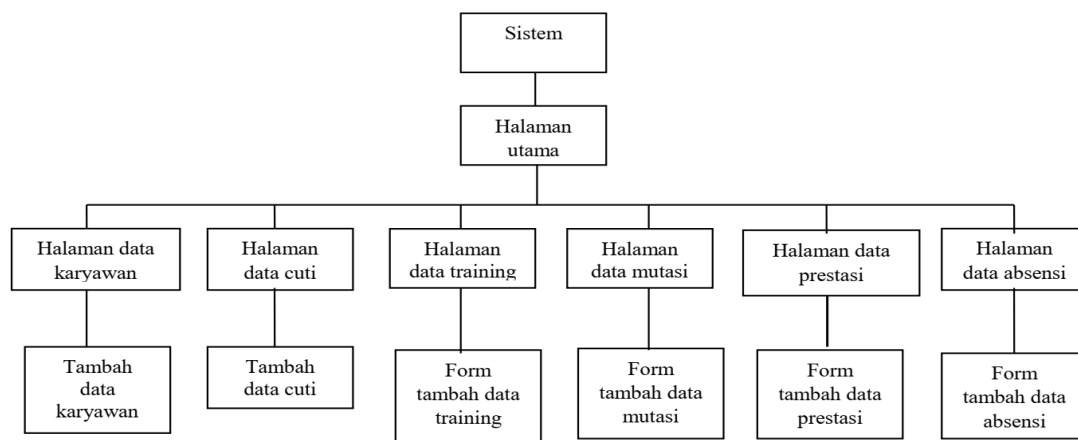 Sistem
Halaman
utama
Halaman data
karyawan
Halaman
data cuti
Halaman
data training
Halaman
data mutasi
Halaman data
prestasi
Halaman
data absensi
Tambah
data
karyawan
Tambah
data cuti
Form
tambah data
training
Form
tambah data
mutasi
Form
tambah data
prestasi
Form
tambah data
absensi